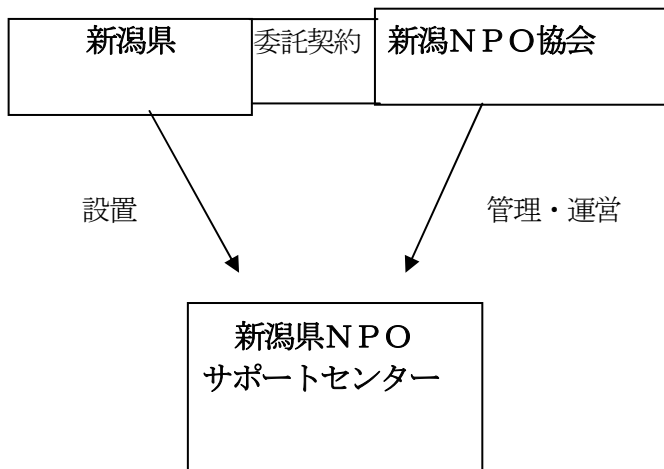 新潟県
委託契約
新潟ＮＰＯ協会
設置
管理・運営
新潟県ＮＰＯ
サポートセンター